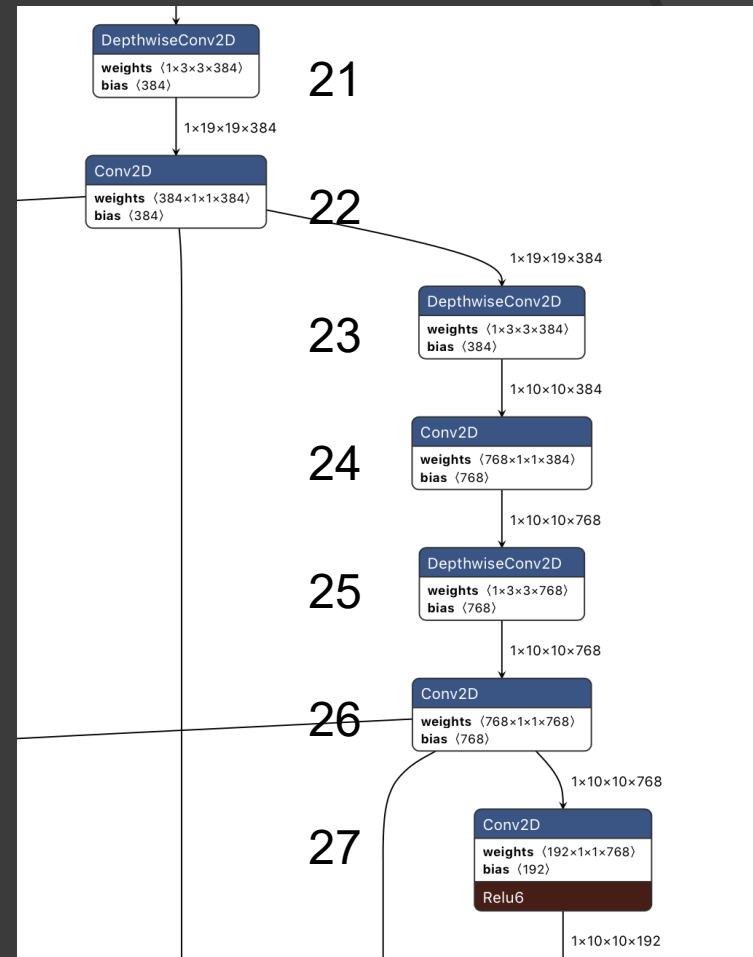 DepthwiseConv2D
weights ⟨1×3×3×384⟩
bias ⟨384⟩
21
1×19×19×384
Conv2D
weights ⟨384×1×1×384⟩
bias ⟨384⟩
22
1×19×19×384
DepthwiseConv2D
weights ⟨1×3×3×384⟩
bias ⟨384⟩
23
1×10×10×384
Conv2D
weights ⟨768×1×1×384⟩
bias ⟨768⟩
24
1×10×10×768
DepthwiseConv2D
weights ⟨1×3×3×768⟩
bias ⟨768⟩
25
1×10×10×768
Conv2D
weights ⟨768×1×1×768⟩
bias ⟨768⟩
26
1×10×10×768
Conv2D
weights ⟨192×1×1×768⟩
bias ⟨192⟩
27
Relu6
1×10×10×192